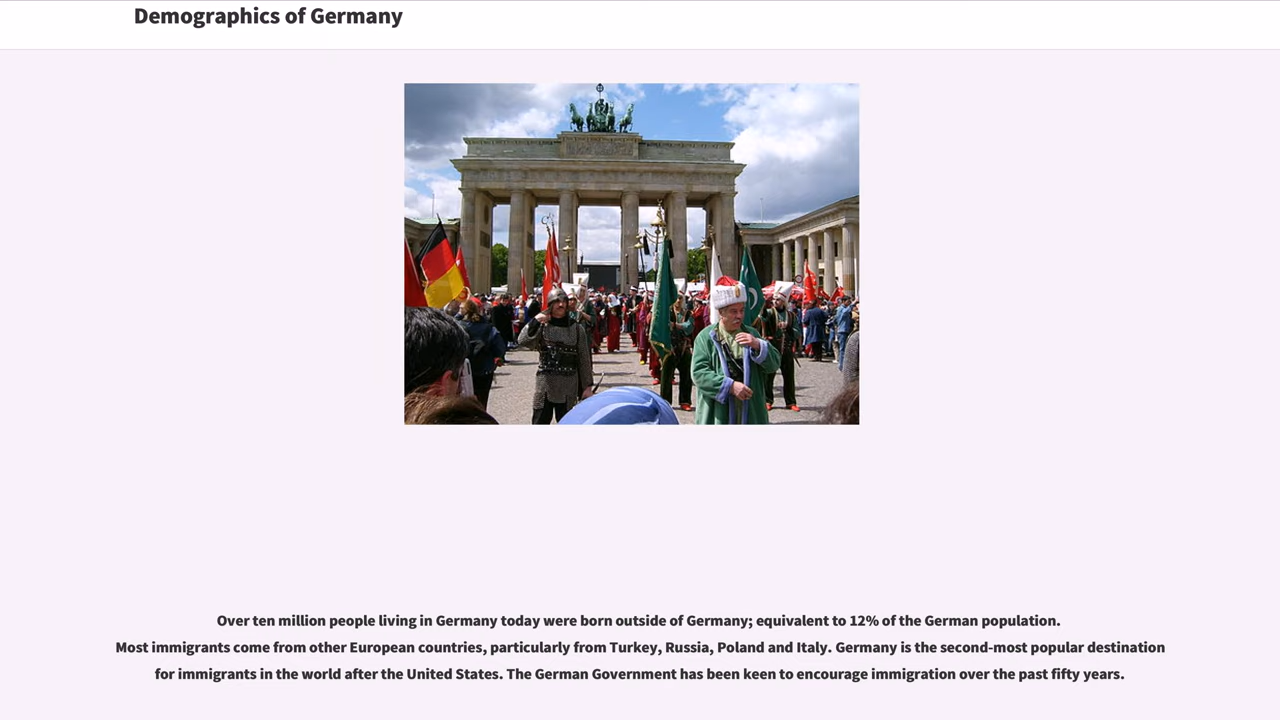 Demographics of Germany
Over ten million people living in Germany today were born outside of Germany; equivalent to 12% of the German population.
Most immigrants come from other European countries, particularly from Turkey, Russia, Poland and Italy. Germany is the second-most popular destination
for immigrants in the world after the United States. The German Government has been keen to encourage immigration over the past fifty years.